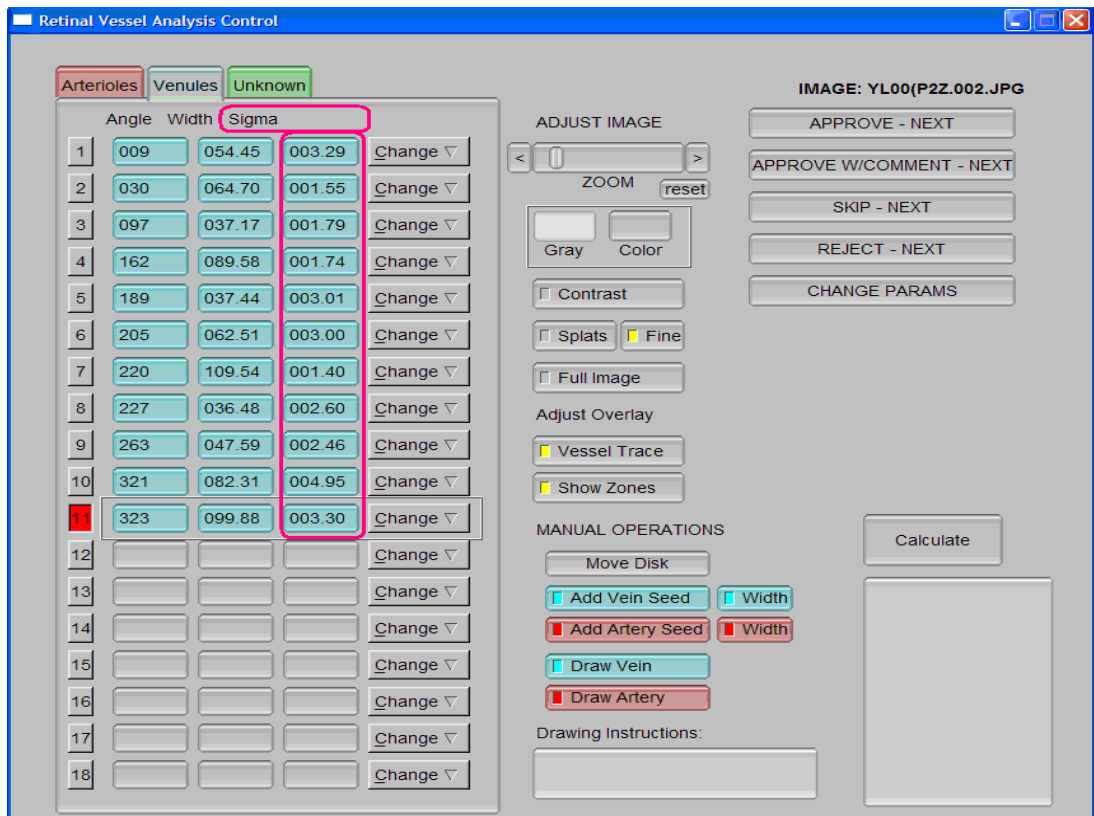 Retinal Vessel Analysis Control
Arterioles Venules Unknown
Angle Width Sigma
1 009 054.45 003.29 Change
2 030 064.70 001.55 Change
3 097 037.17 001.79 Change
4 162 089.58 001.74 Change
5 189 037.44 003.01 Change
6 205 062.51 003.00 Change
7 220 109.54 001.40 Change
8 227 036.48 002.60 Change
9 263 047.59 002.46 Change
10 321 082.31 004.95 Change
11 323 099.88 003.30 Change
12 Change
13 Change
14 Change
15 Change
16 Change
17 Change
18 Change
ADJUST IMAGE
< >
ZOOM reset
Gray Color
Contrast
Splats Fine
Full Image
Adjust Overlay
Vessel Trace
Show Zones
MANUAL OPERATIONS
Move Disk
Add Vein Seed Width
Add Artery Seed Width
Draw Vein
Draw Artery
Drawing Instructions:
IMAGE: YL00(P2Z.002.JPG
APPROVE - NEXT
APPROVE W/COMMENT - NEXT
SKIP - NEXT
REJECT - NEXT
CHANGE PARAMS
Calculate